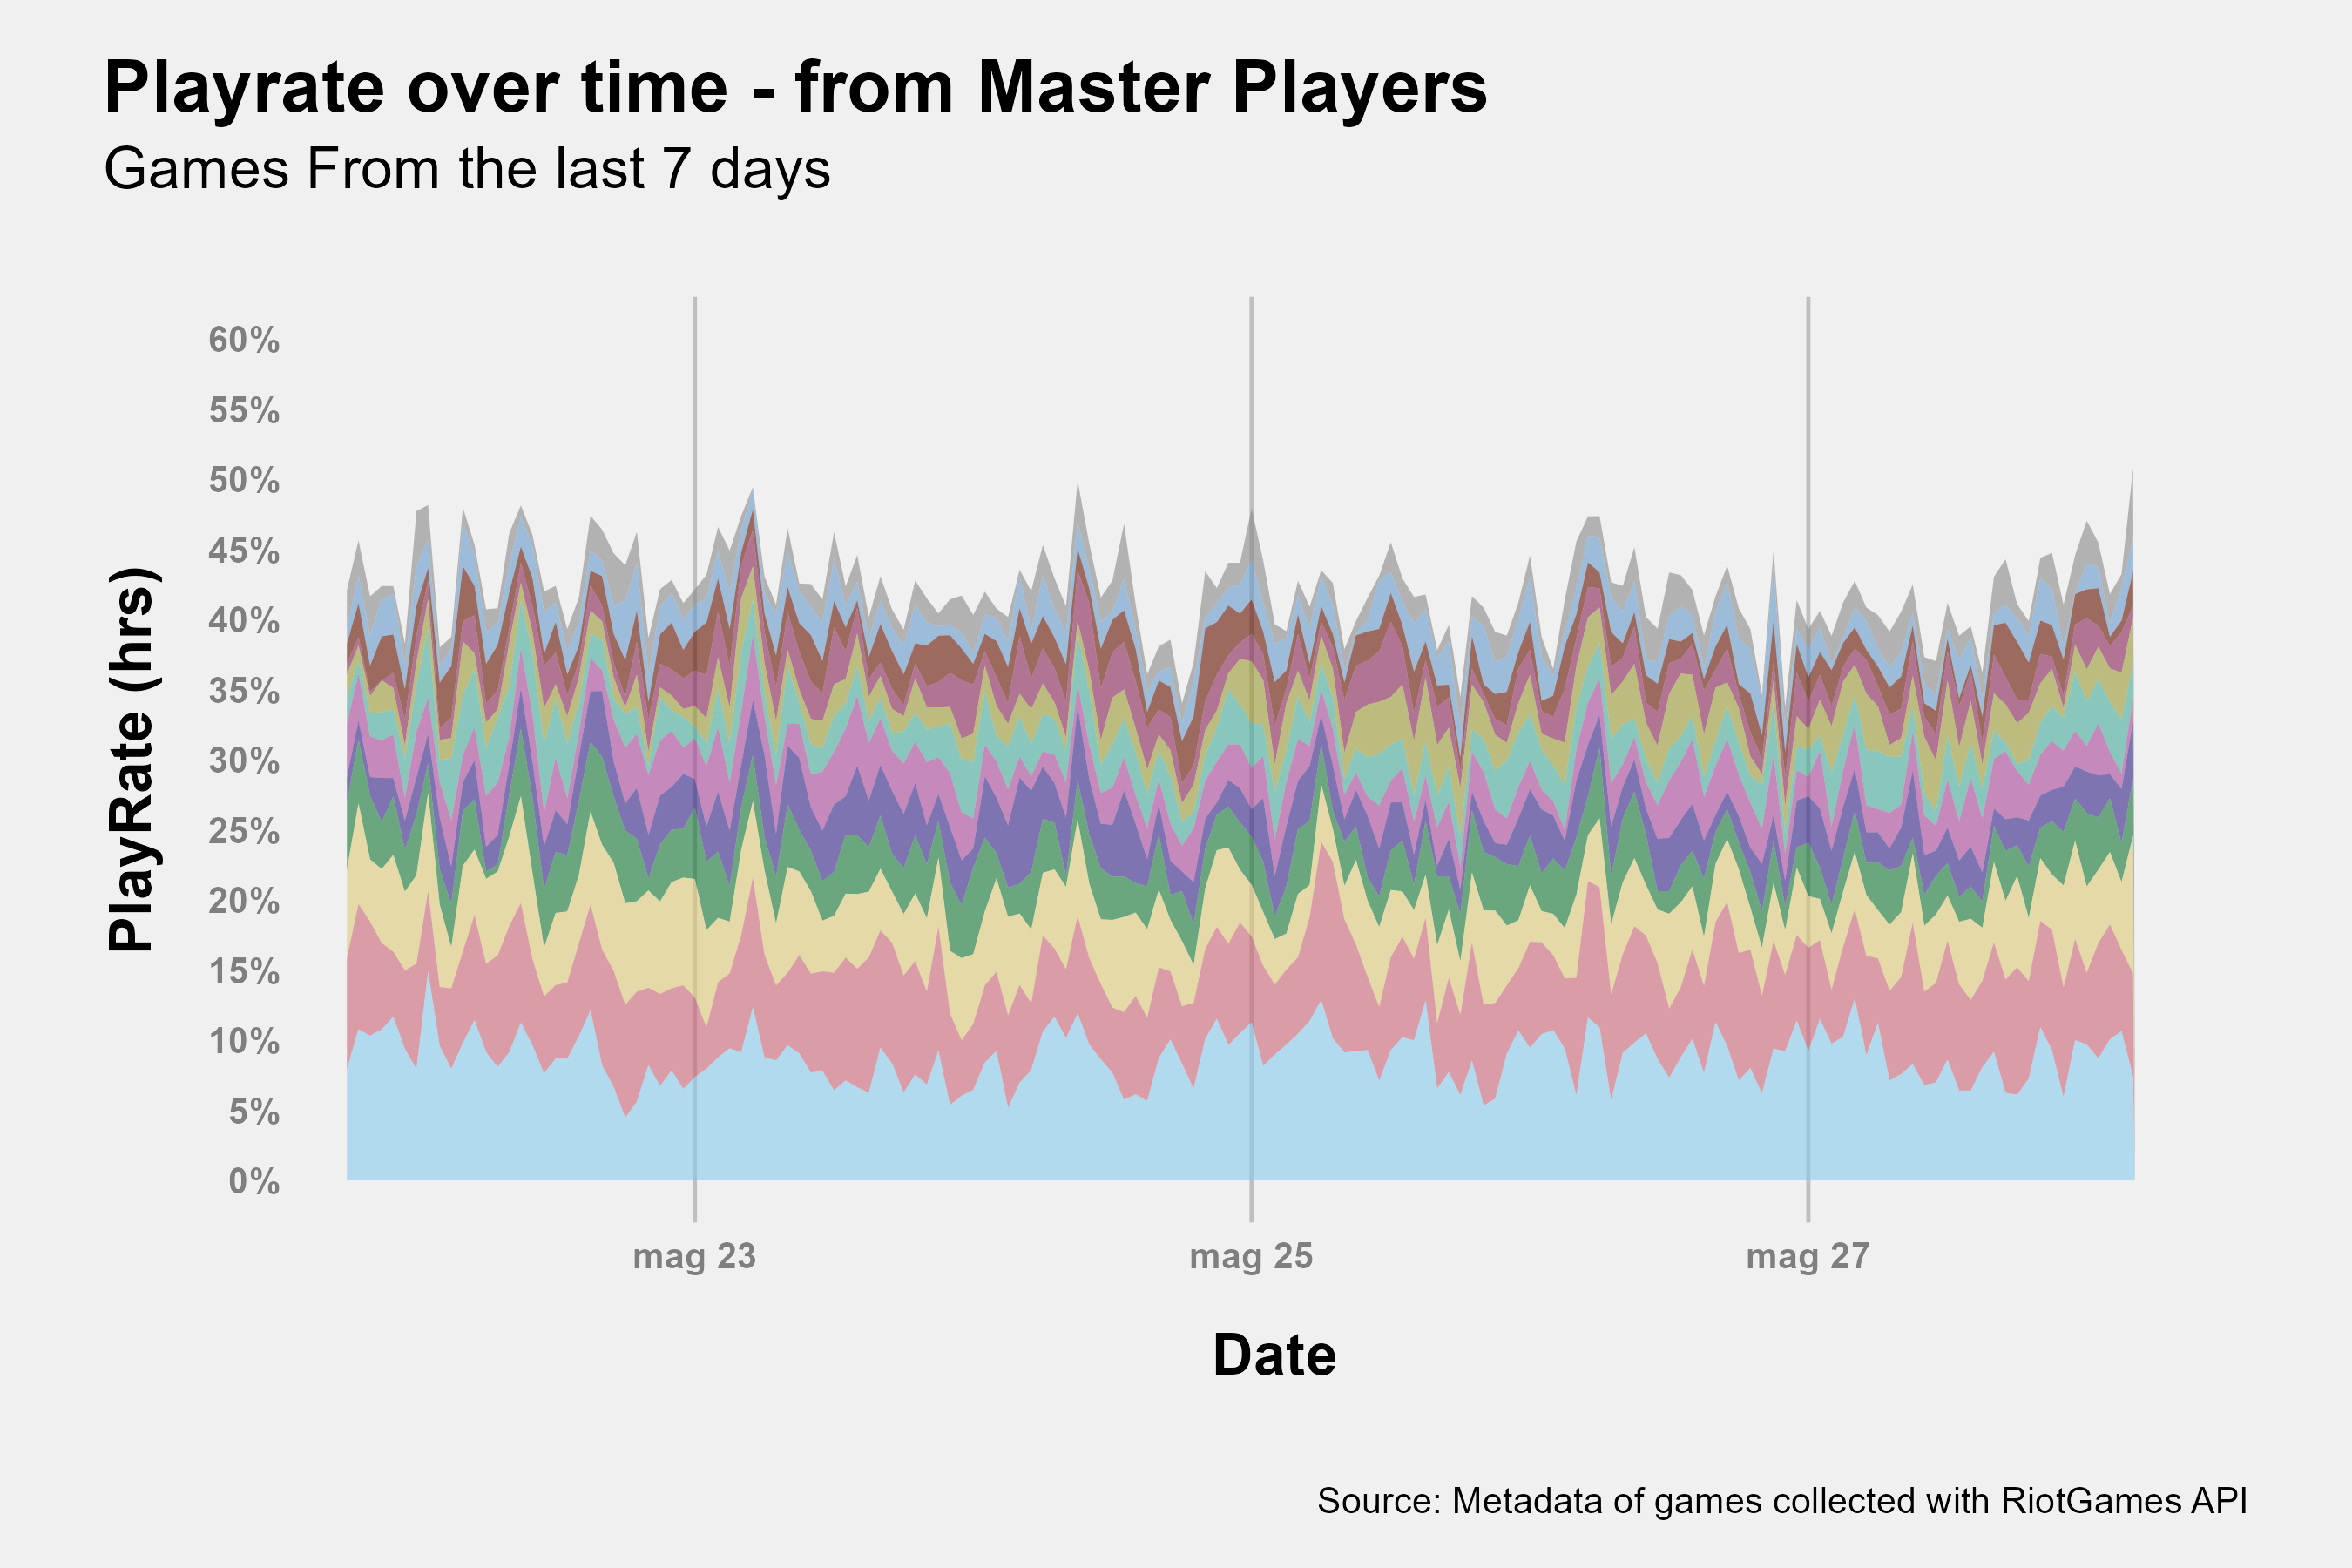 Playrate over time - from Master Players
Games From the last 7 days
60%
55%
50%
45%
40%
35%
30%
25%
20%
15%
10%
5%
0%
PlayRate (hrs)
mag 23
mag 25
mag 27
Date
Source: Metadata of games collected with RiotGames API